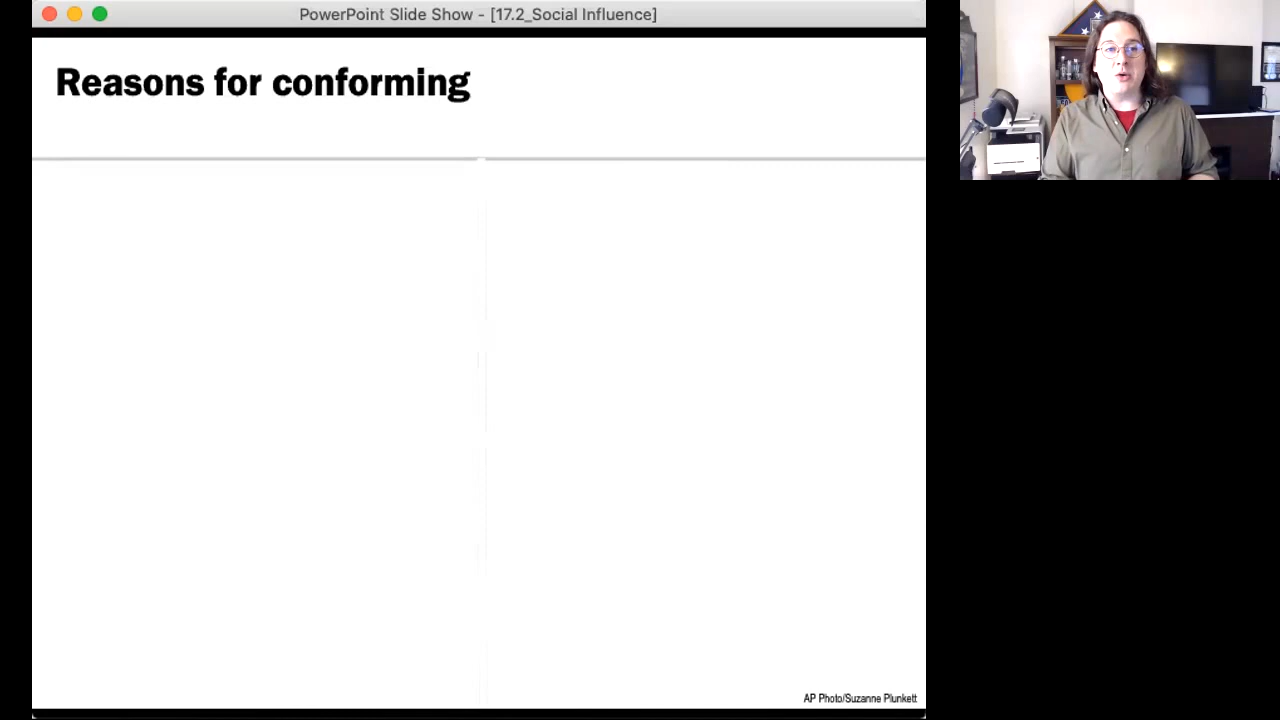 PowerPoint Slide Show - [17.2_Social Influence]
Reasons for conforming
AP Photo/Suzanne Plunkett